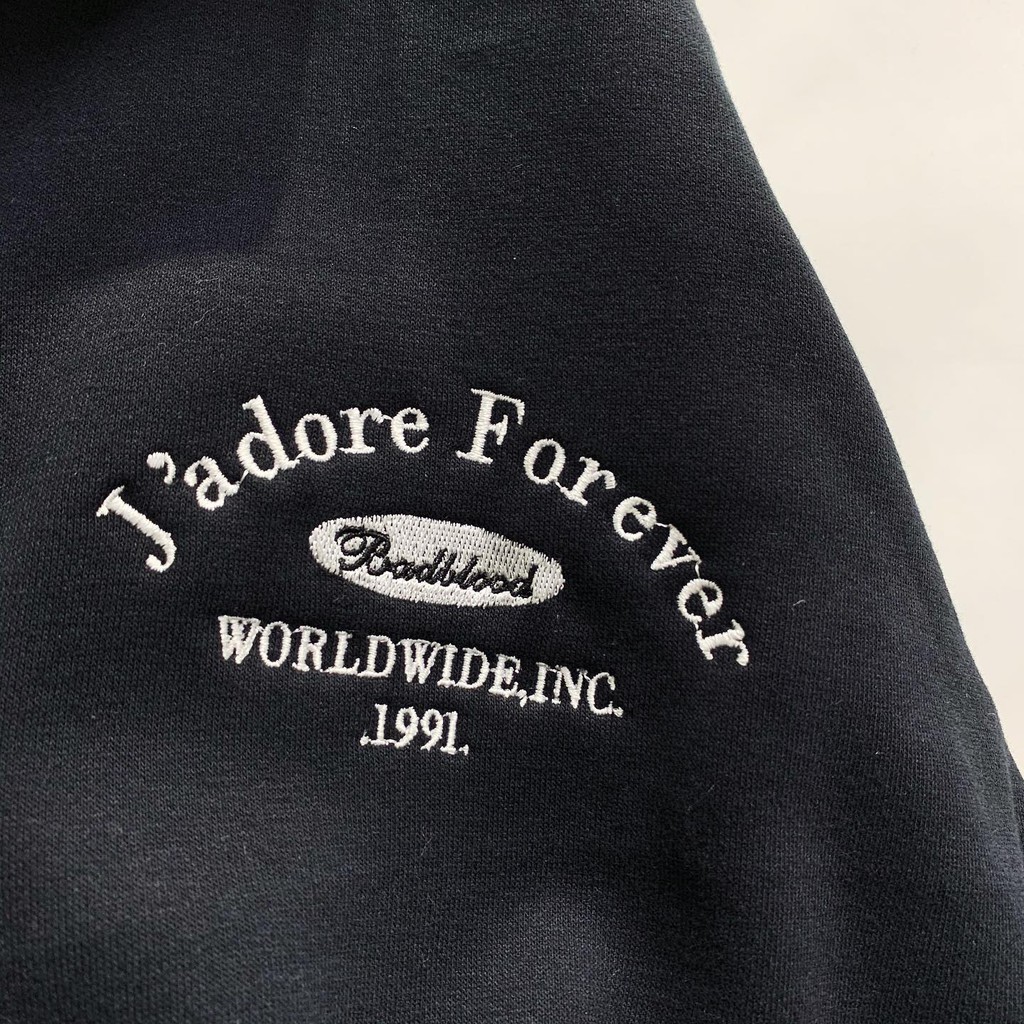 J'adore Forever
Badblood
WORLDWIDE,INC.
.1991.